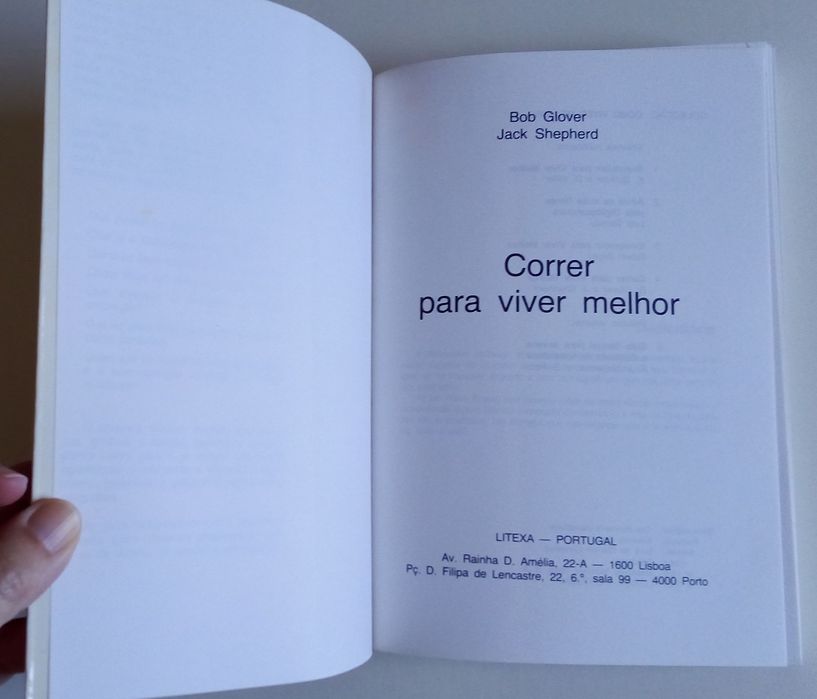 Bob Glover
Jack Shepherd
Correr
para viver melhor
LITEXA — PORTUGAL
Av. Rainha D. Amélia, 22-A — 1600 Lisboa
Pç. D. Filipa de Lencastre, 22, 6.º, sala 99 — 4000 Porto